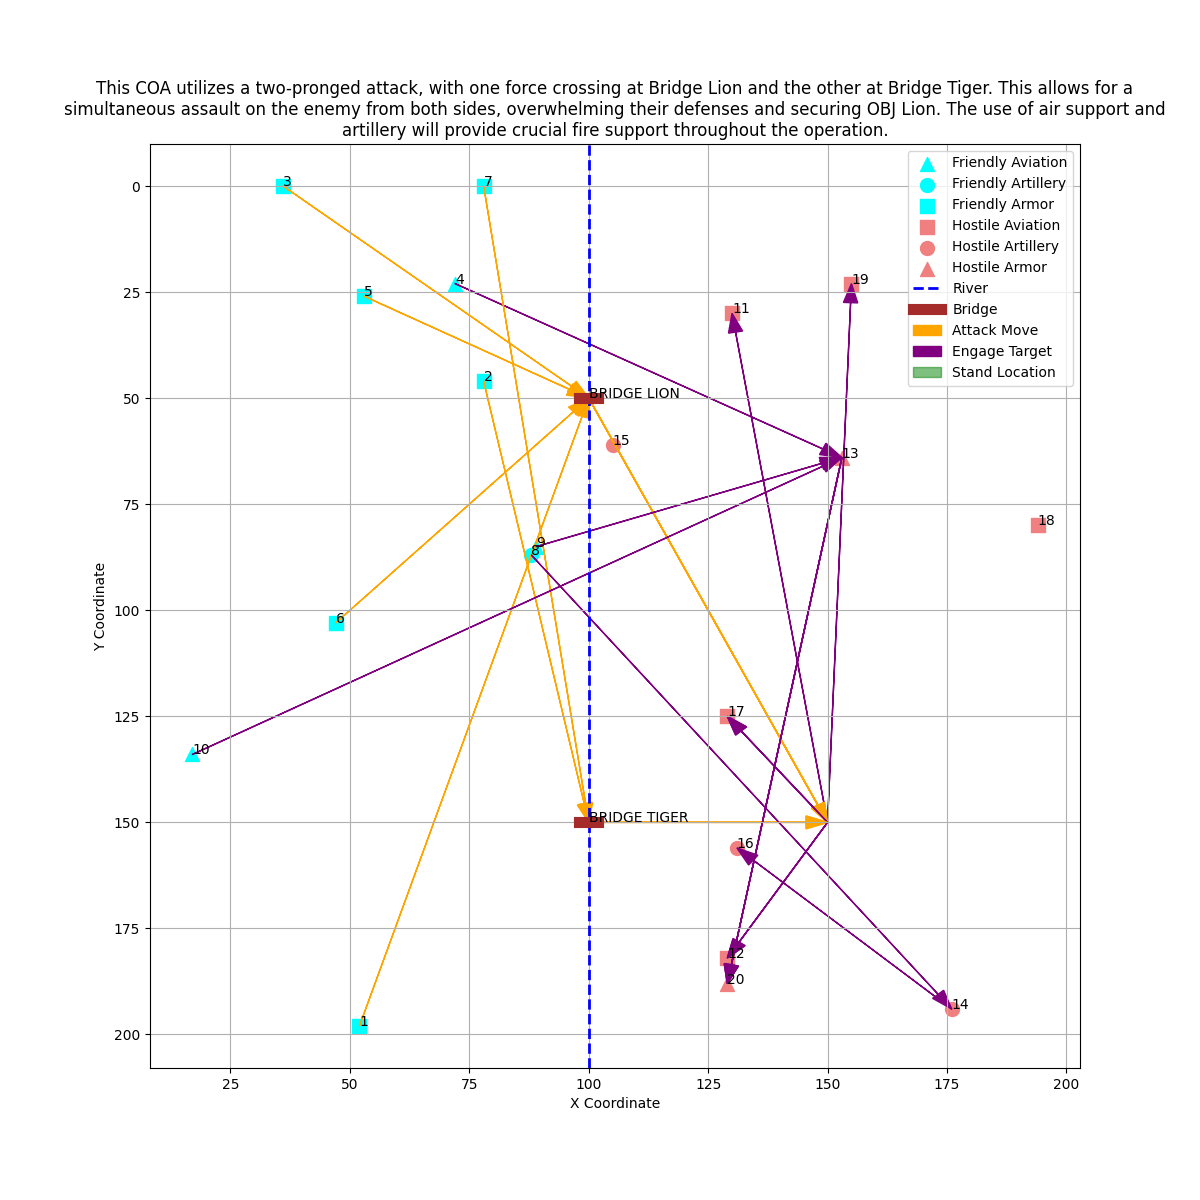 This COA utilizes a two-pronged attack, with one force crossing at Bridge Lion and the other at Bridge Tiger. This allows for a
simultaneous assault on the enemy from both sides, overwhelming their defenses and securing OBJ Lion. The use of air support and
artillery will provide crucial fire support throughout the operation.
Friendly Aviation
Friendly Artillery
Friendly Armor
Hostile Aviation
Hostile Artillery
Hostile Armor
River
Bridge
Attack Move
Engage Target
Stand Location
3
7
4
19
5
11
2
BRIDGE LION
15
13
18
9
8
6
17
10
BRIDGE TIGER
16
12
20
14
1
0
25
50
75
100
125
150
175
200
Y Coordinate
25
50
75
100
125
150
175
200
X Coordinate